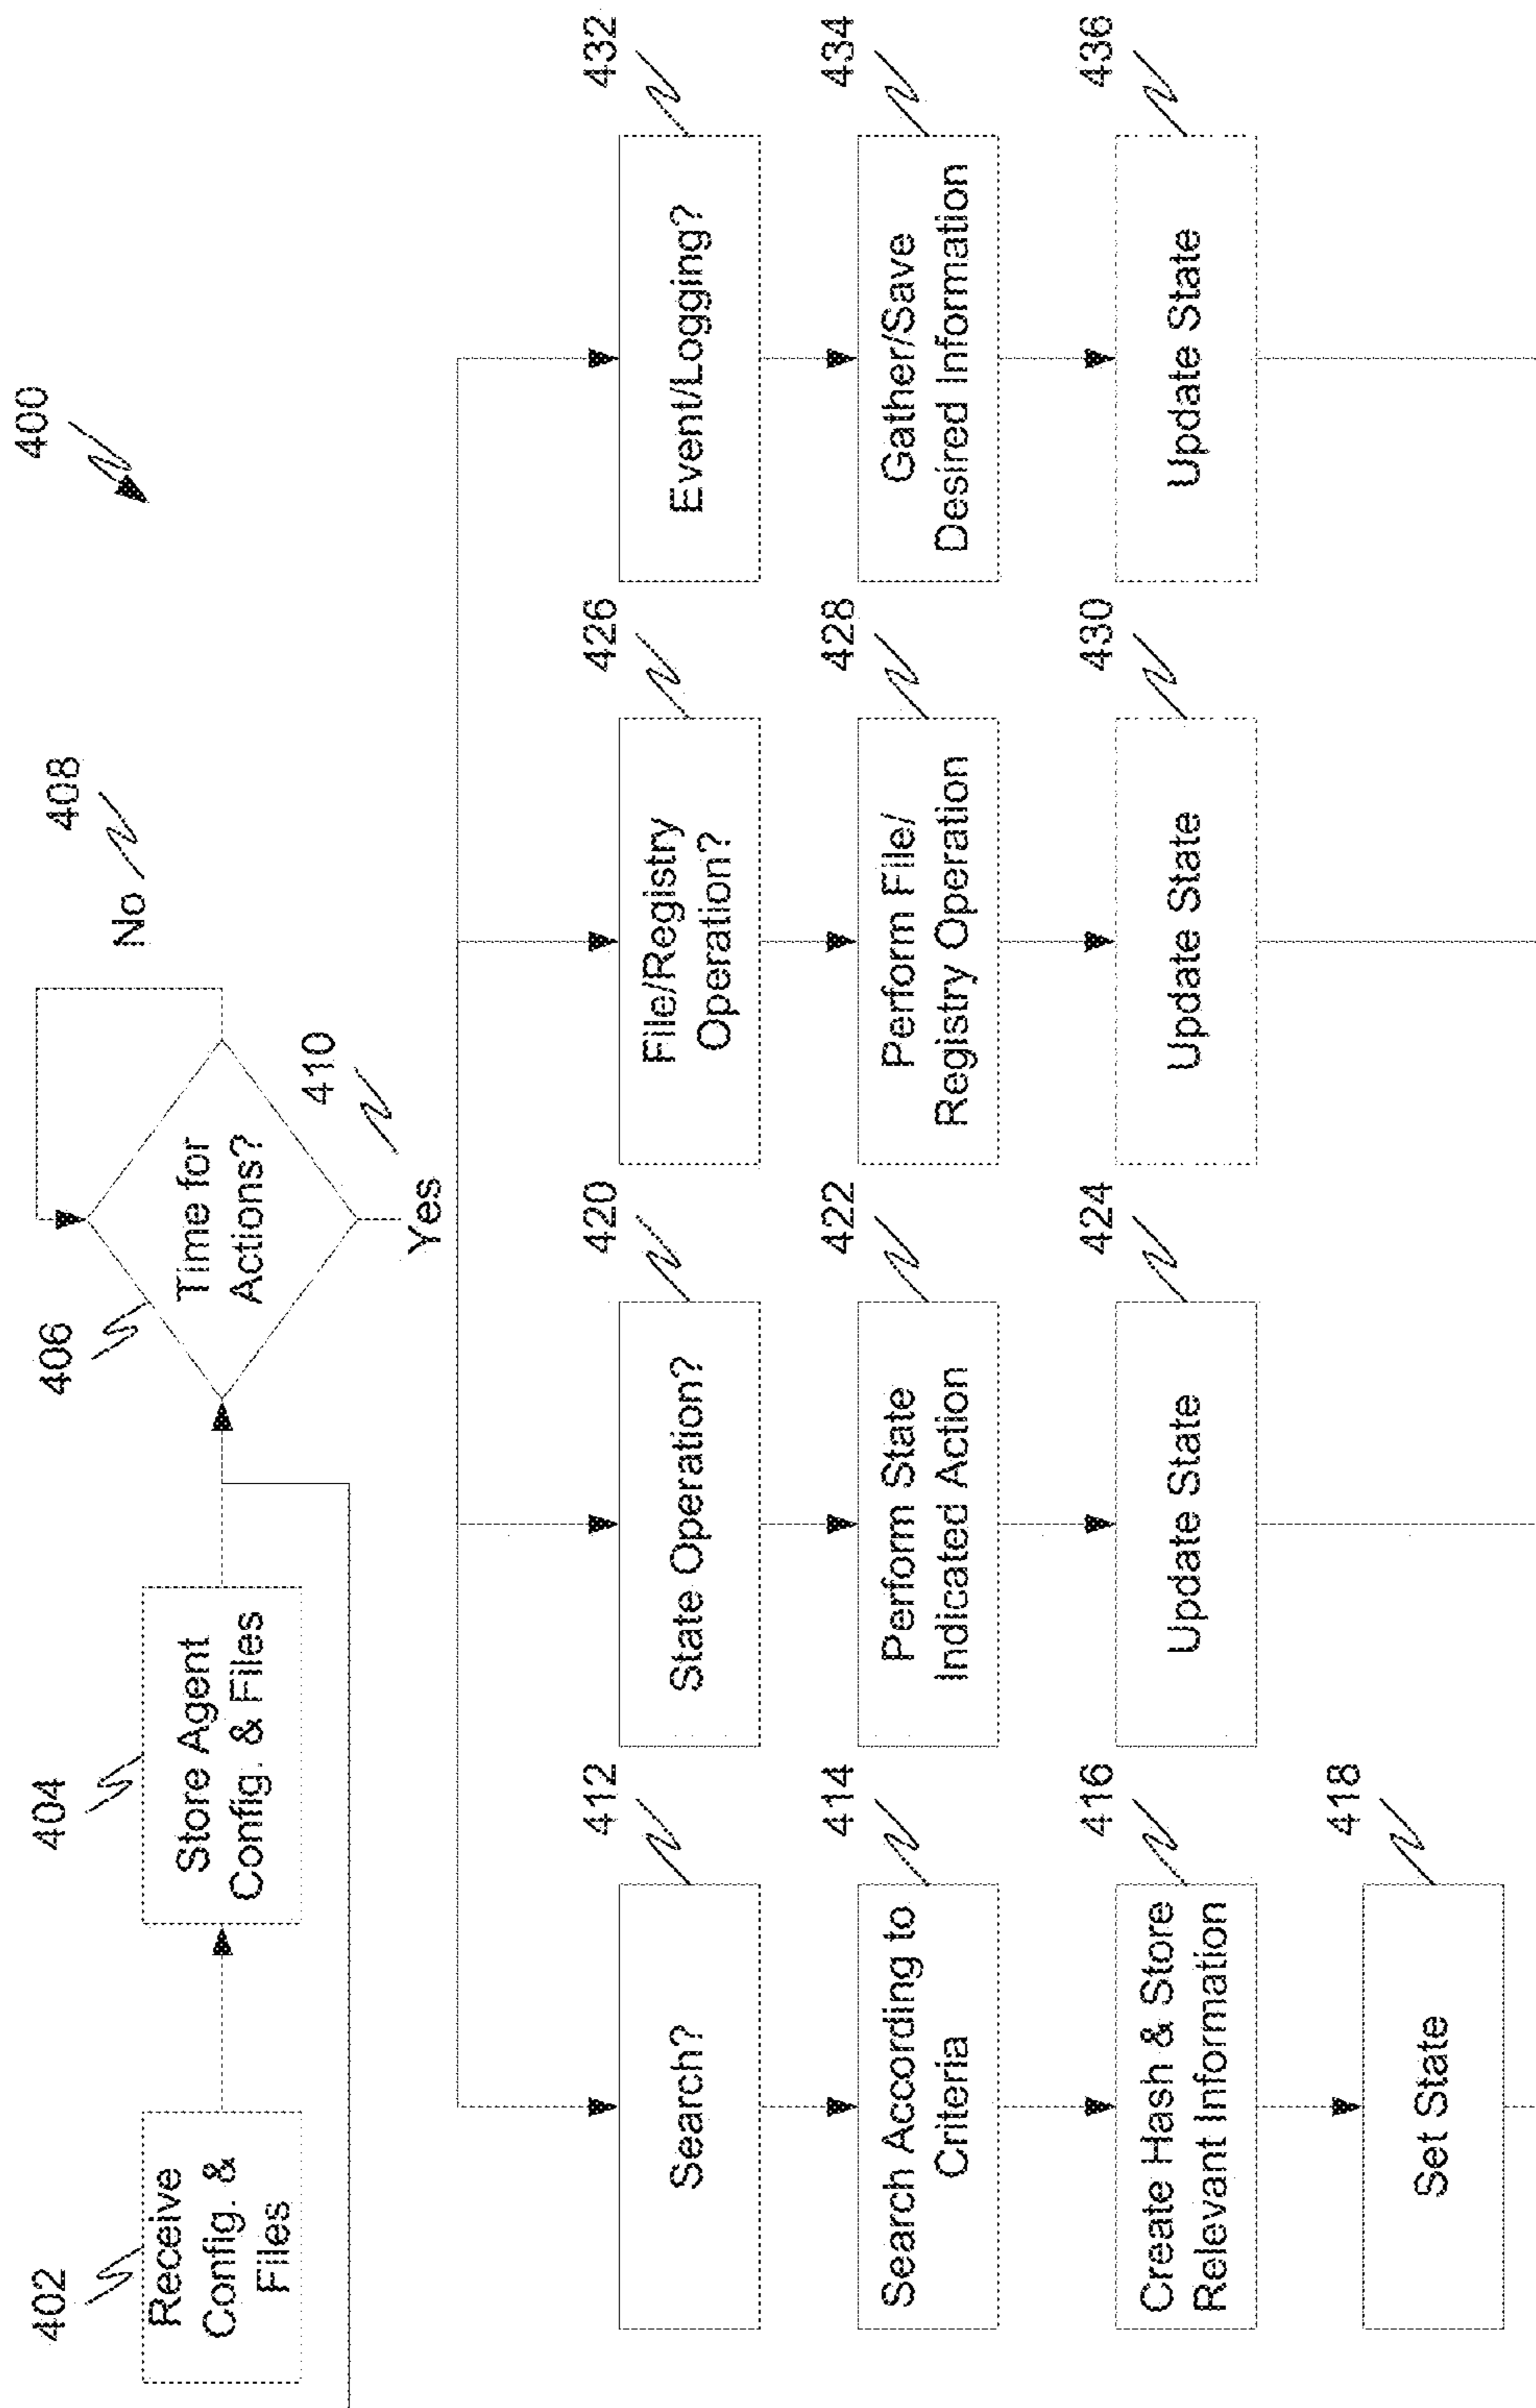 400
402
Receive
Config. &
Files
404
Store Agent
Config. & Files
406
Time for
Actions?
No
408
410
Yes
412
Search?
414
Search According to
Criteria
416
Create Hash & Store
Relevant Information
418
Set State
420
State Operation?
422
Perform State
Indicated Action
424
Update State
426
File/Registry
Operation?
428
Perform File/
Registry Operation
430
Update State
432
Event/Logging?
434
Gather/Save
Desired Information
436
Update State